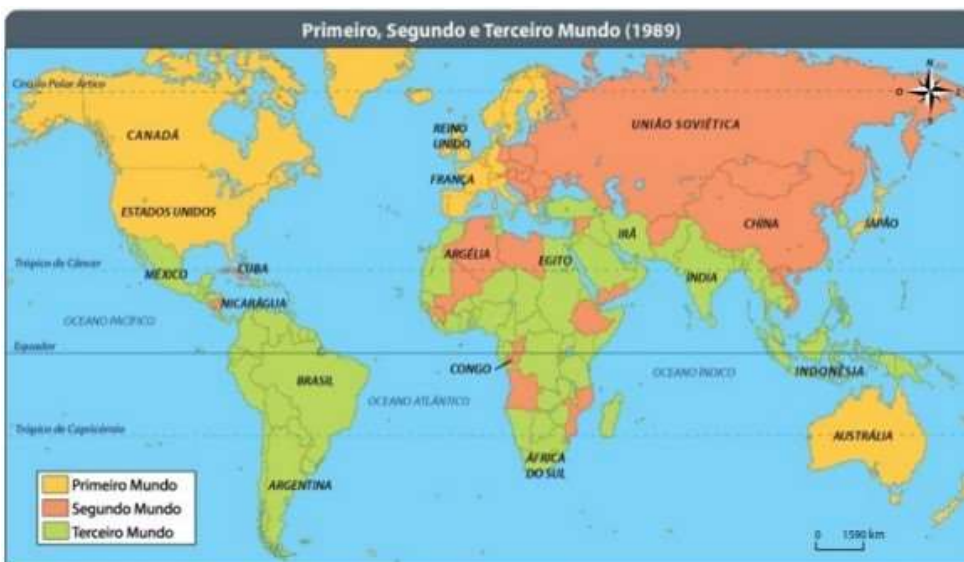 Primeiro, Segundo e Terceiro Mundo (1989)
Círculo Polar Ártico
N
O
L
S
CANADÁ
REINO
UNIDO
UNIÃO SOVIÉTICA
FRANÇA
ESTADOS UNIDOS
CHINA
JAPÃO
IRÃ
ARGÉLIA
EGITO
Trópico de Câncer
MÉXICO
CUBA
ÍNDIA
NICARÁGUA
OCEANO PACÍFICO
Equador
CONGO
OCEANO ÍNDICO
INDONÉSIA
BRASIL
OCEANO ATLÂNTICO
Trópico de Capricórnio
AUSTRÁLIA
ÁFRICA
DO SUL
ARGENTINA
Primeiro Mundo
Segundo Mundo
Terceiro Mundo
0 1590 km